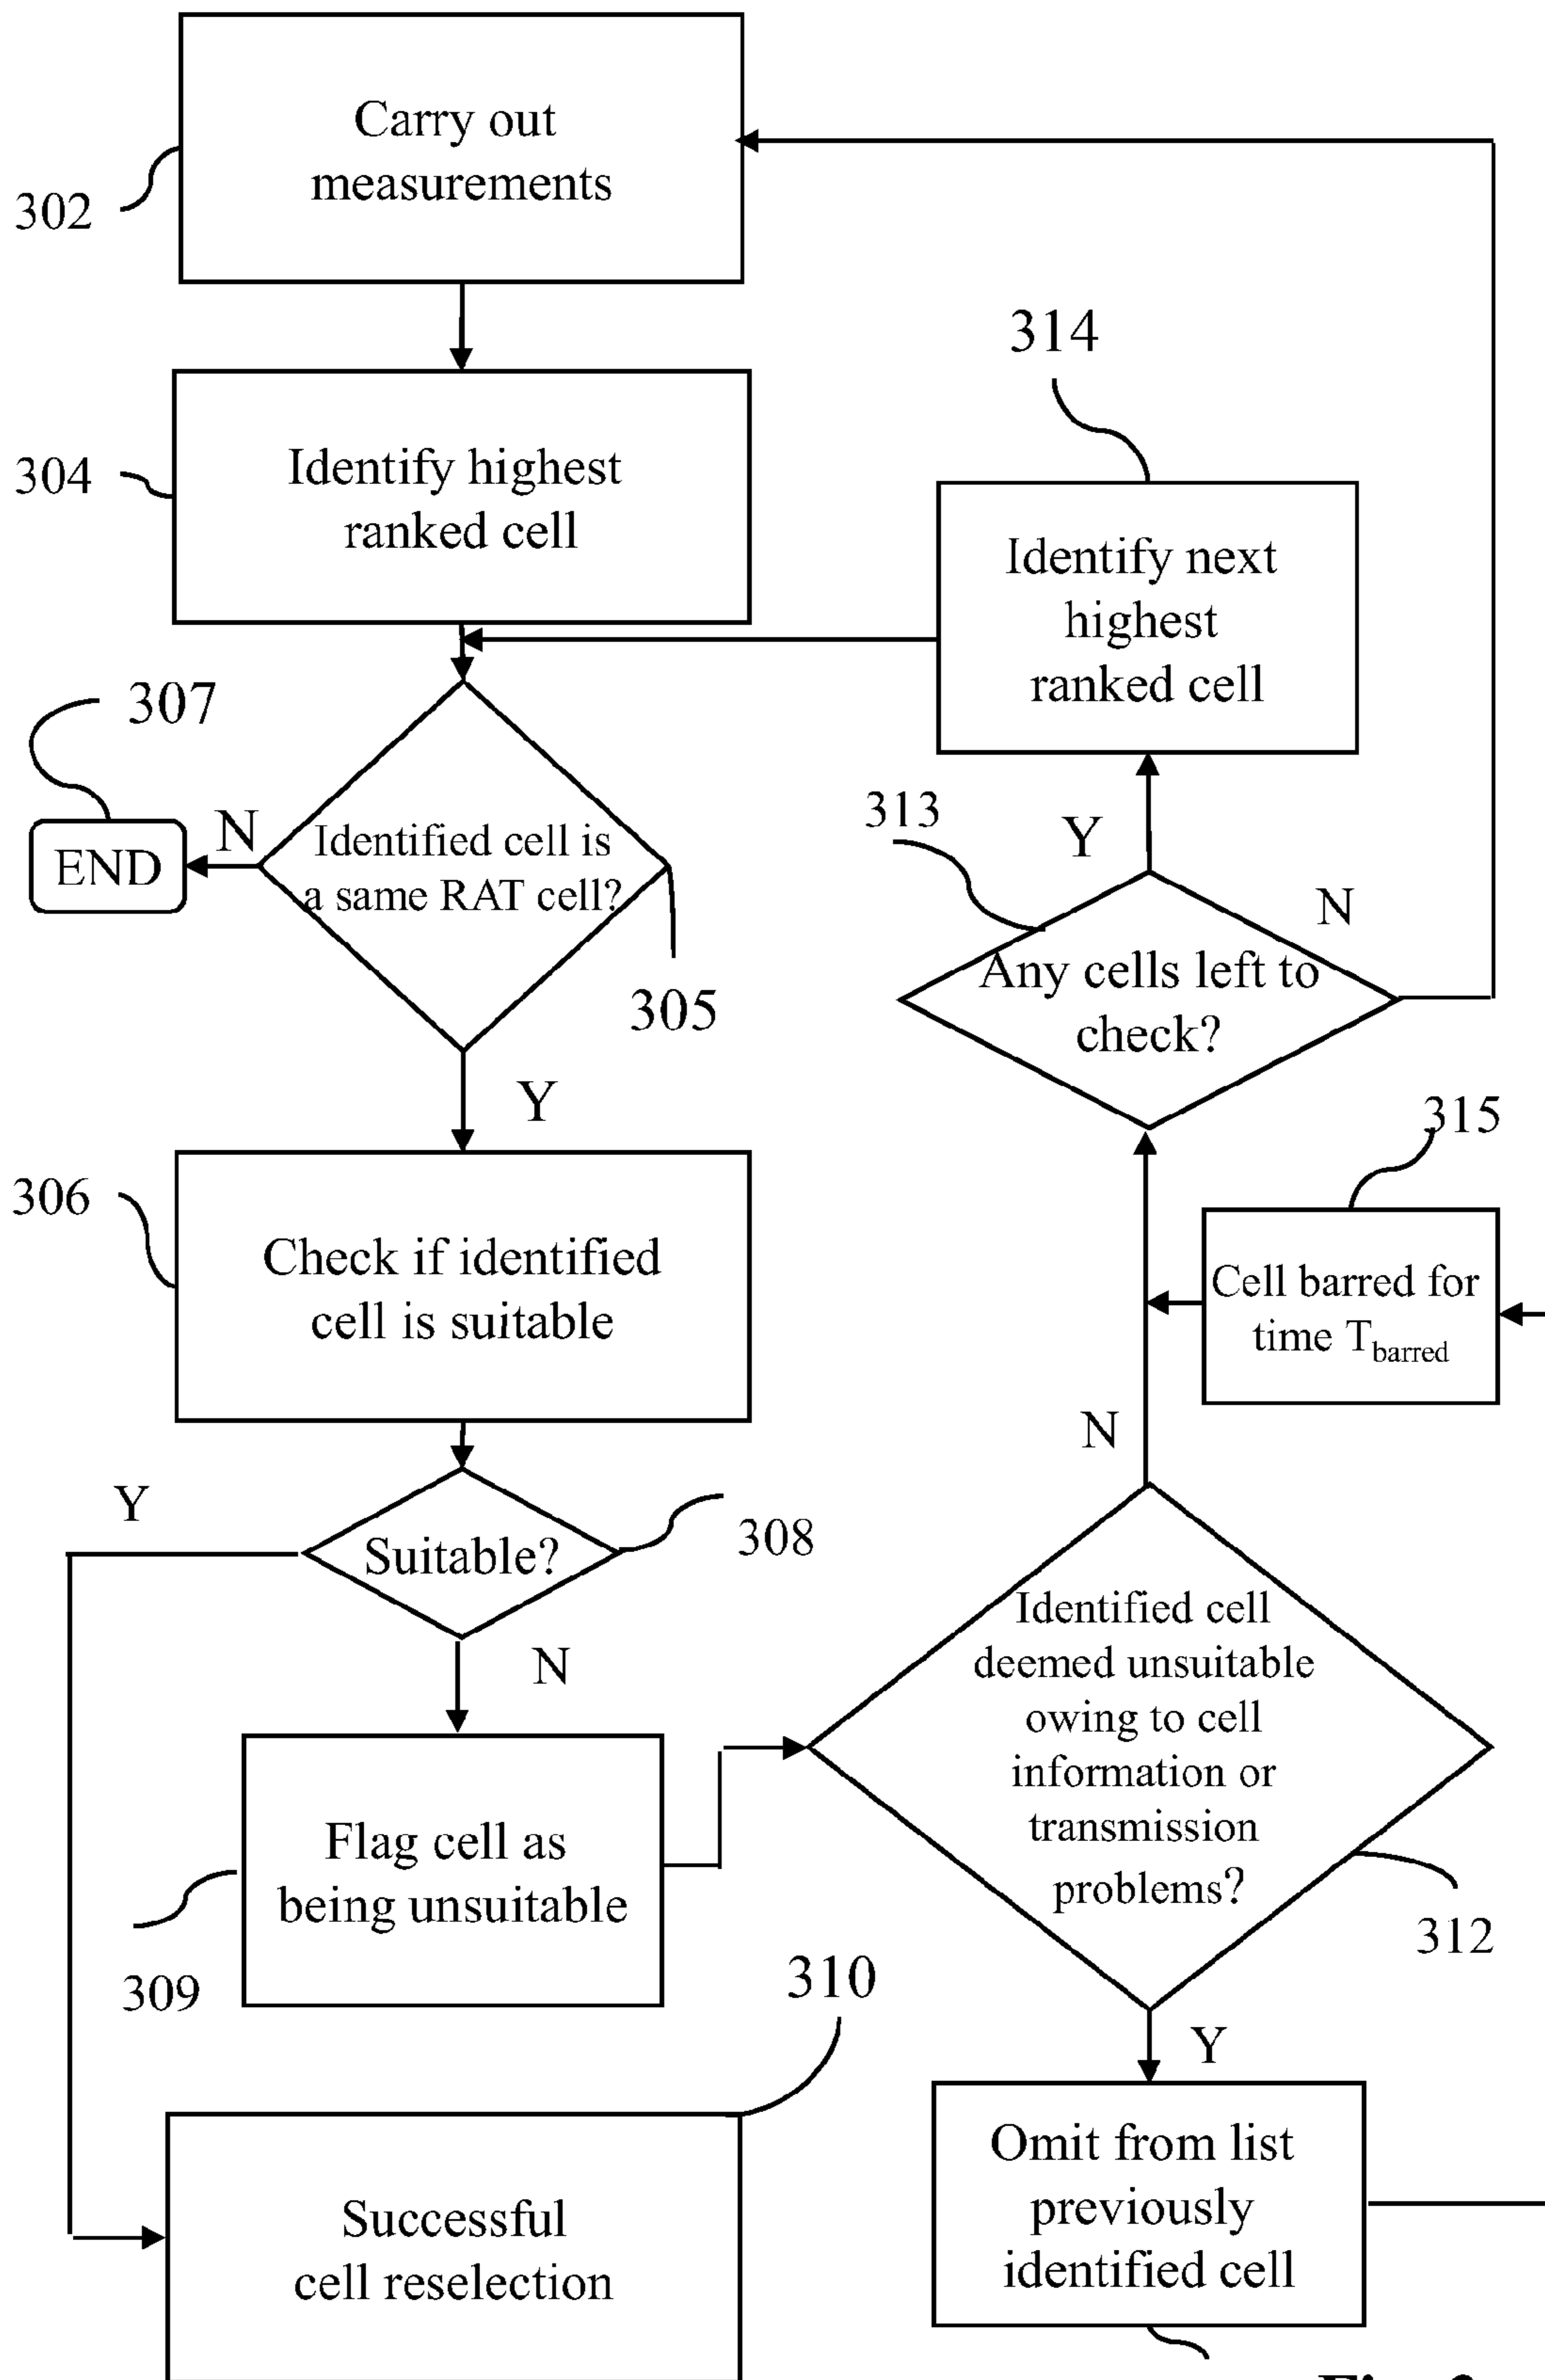 Carry out
measurements
302
314
304
Identify highest
ranked cell
Identify next
highest
ranked cell
307
END
N
Identified cell is
a same RAT cell?
305
313
Y
N
Any cells left to
check?
Y
315
306
Check if identified
cell is suitable
Cell barred for
time Tbarred
N
Y
Suitable?
308
N
Identified cell
deemed unsuitable
owing to cell
information or
transmission
problems?
312
Flag cell as
being unsuitable
309
310
Y
Omit from list
previously
identified cell
Successful
cell reselection